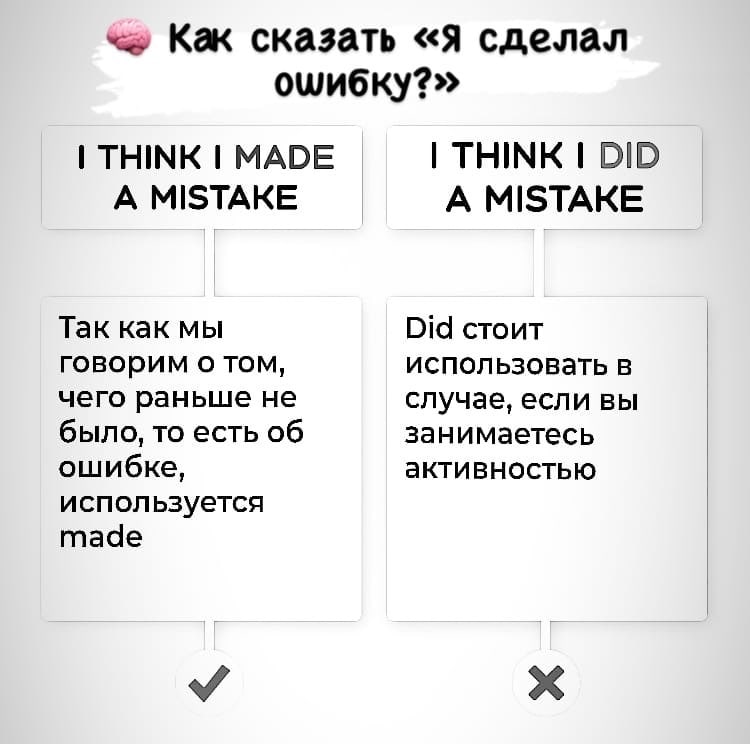 Как сказать «Я сделал
ошибку?»
I THINK I MADE
A MISTAKE
I THINK I DID
A MISTAKE
Так как мы
говорим о том,
чего раньше не
было, то есть об
ошибке,
используется
made
Did стоит
использовать в
случае, если вы
занимаетесь
активностью